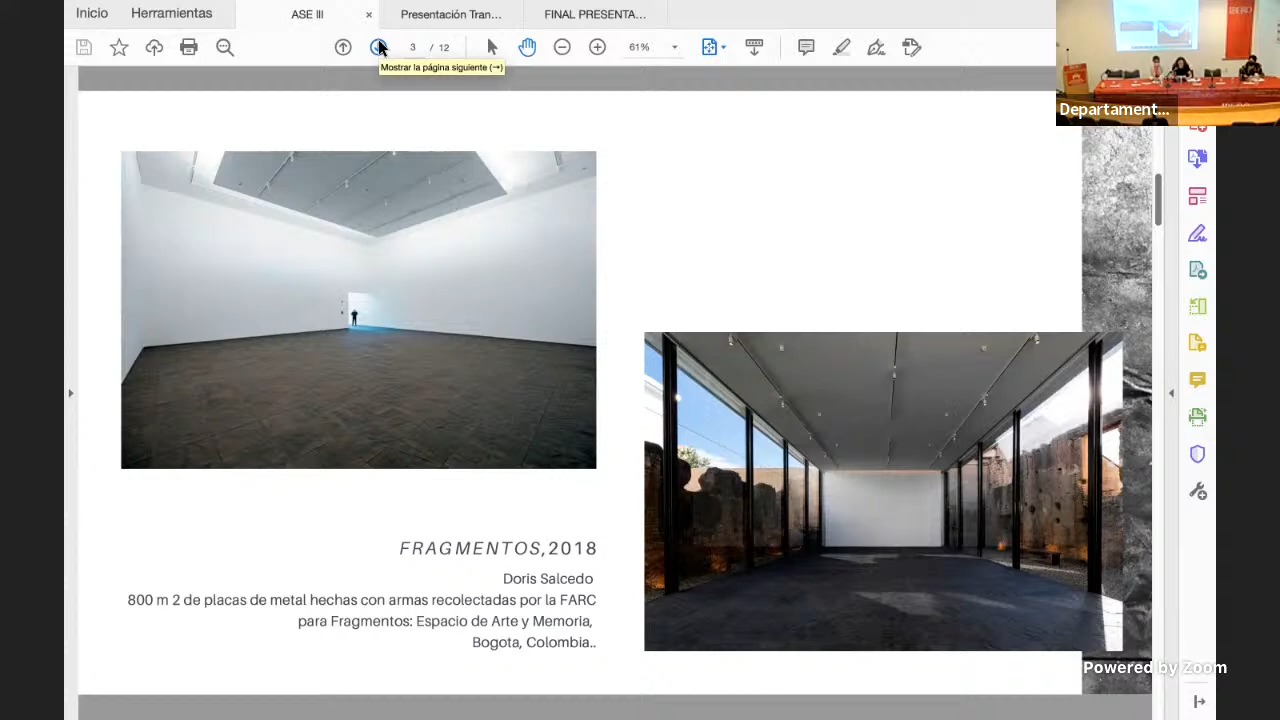 Inicio
Herramientas
ASE III
Presentación Tran...
FINAL PRESENTA...
3 / 12
61%
Mostrar la página siguiente (→)
Departament...
FRAGMENTOS,2018
Doris Salcedo
800 m 2 de placas de metal hechas con armas recolectadas por la FARC
para Fragmentos: Espacio de Arte y Memoria,
Bogota, Colombia..
Powered by Zoom